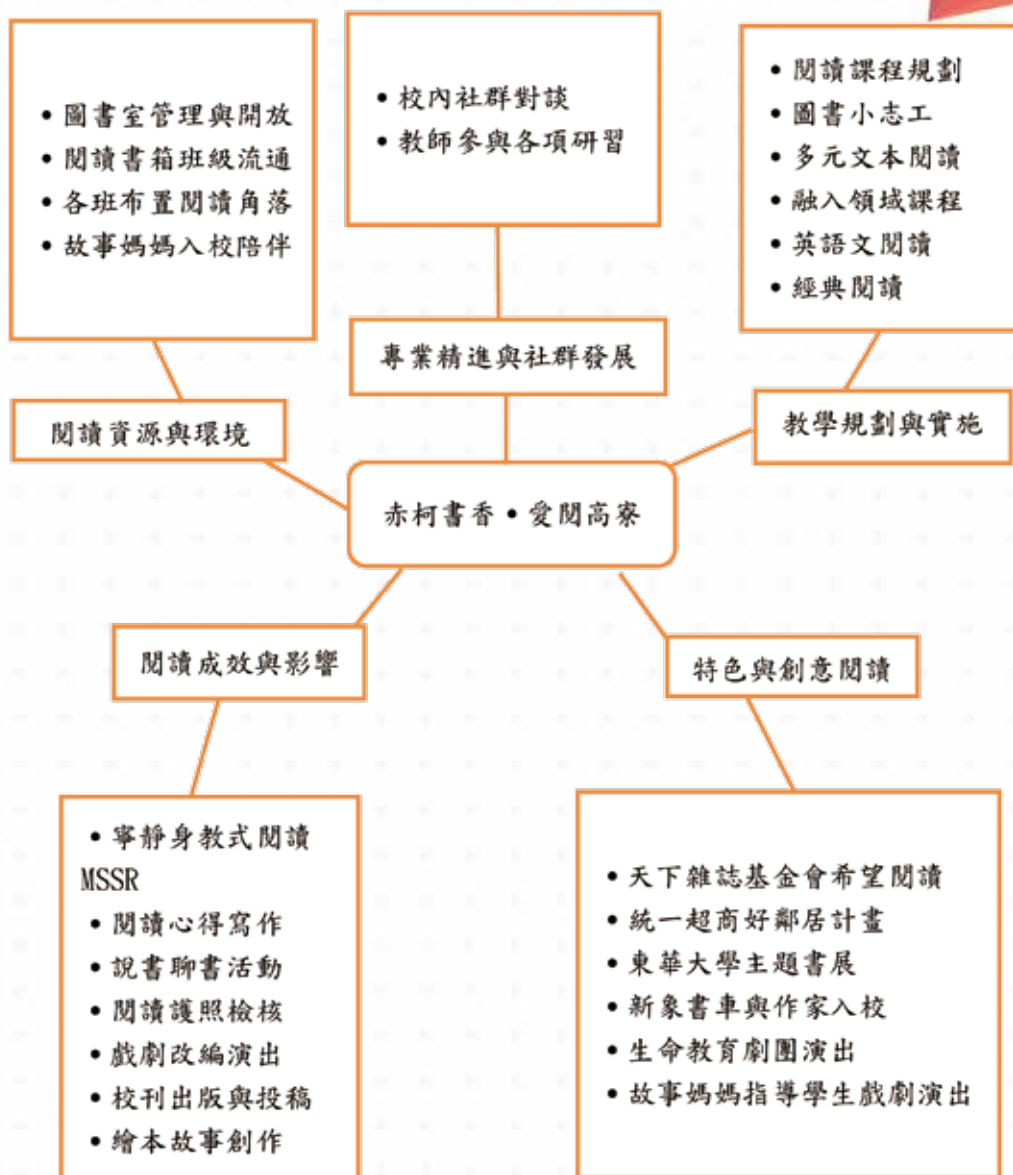 • 圖書室管理與開放
• 閱讀書箱班級流通
• 各班布置閱讀角落
• 故事媽媽入校陪伴
• 校內社群對談
• 教師參與各項研習
• 閱讀課程規劃
• 圖書小志工
• 多元文本閱讀
• 融入領域課程
• 英語文閱讀
• 經典閱讀
專業精進與社群發展
閱讀資源與環境
教學規劃與實施
赤柯書香•愛閱高寮
閱讀成效與影響
特色與創意閱讀
• 寧靜身教式閱讀
MSSR
• 閱讀心得寫作
• 說書聊書活動
• 閱讀護照檢核
• 戲劇改編演出
• 校刊出版與投稿
• 繪本故事創作
• 天下雜誌基金會希望閱讀
• 統一超商好鄰居計畫
• 東華大學主題書展
• 新象書車與作家入校
• 生命教育劇團演出
• 故事媽媽指導學生戲劇演出